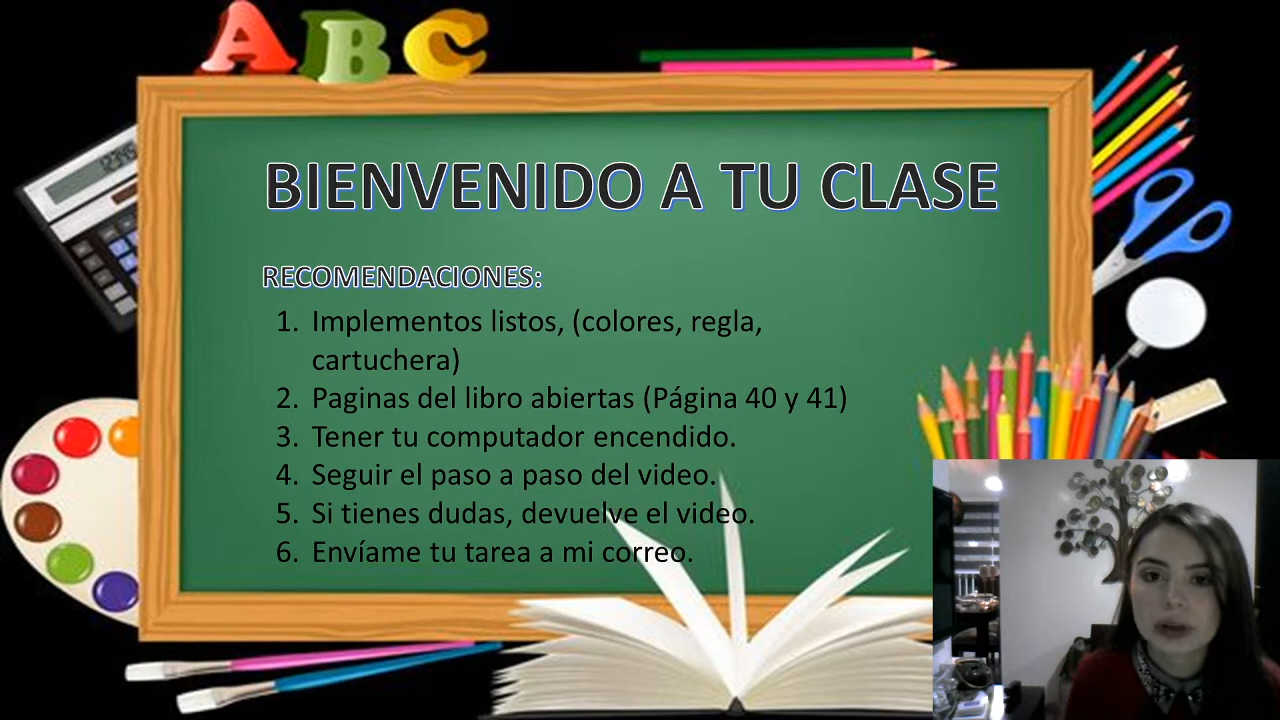 ABC
BIENVENIDO A TU CLASE
RECOMENDACIONES:
1. Implementos listos, (colores, regla,
cartuchera)
2. Paginas del libro abiertas (Página 40 y 41)
3. Tener tu computador encendido.
4. Seguir el paso a paso del video.
5. Si tienes dudas, devuelve el video.
6. Envíame tu tarea a mi correo.